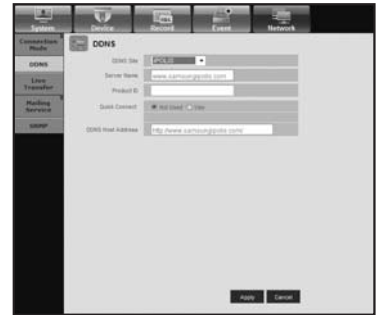 System Device Record Event Network
Connection Mode
DDNS
Live Transfer
Mailing Service
SNMP
DDNS
DDNS Site iPOLiS
Server Name www.samsungipolis.com
Product ID
Quick Connect Not Used Use
DDNS Host Address http://www.samsungipolis.com/
Apply Cancel